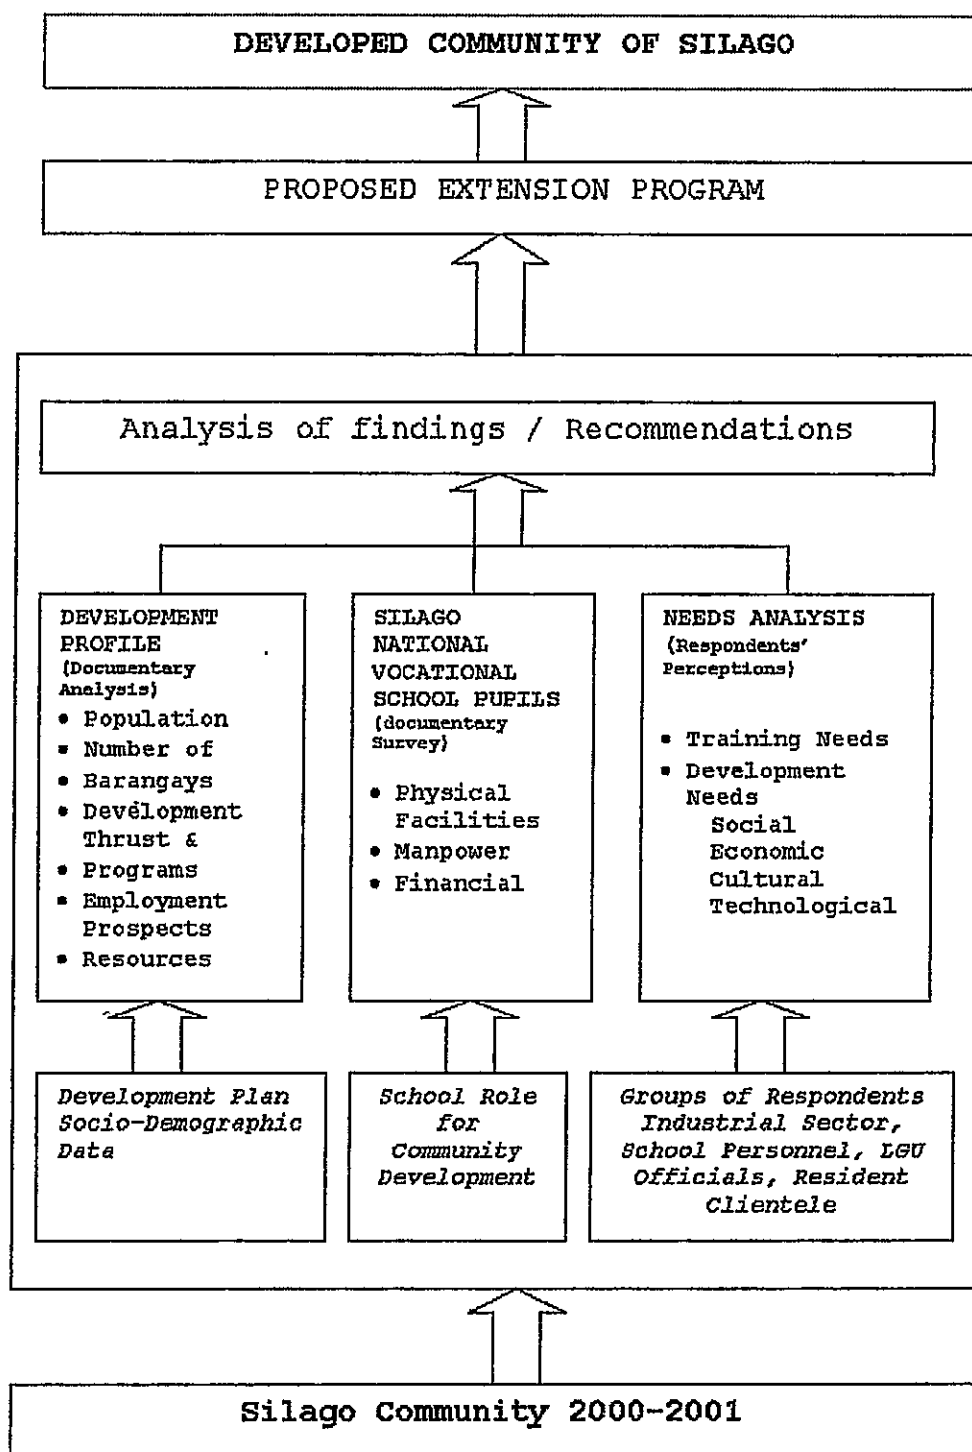 DEVELOPED COMMUNITY OF SILAGO
PROPOSED EXTENSION PROGRAM
Analysis of findings / Recommendations
DEVELOPMENT
PROFILE
(Documentary
Analysis)
• Population
• Number of
• Barangays
• Development
Thrust &
• Programs
• Employment
Prospects
• Resources
SILAGO
NATIONAL
VOCATIONAL
SCHOOL PUPILS
(documentary
Survey)
• Physical
Facilities
• Manpower
• Financial
NEEDS ANALYSIS
(Respondents'
Perceptions)
• Training Needs
• Development
Needs
Social
Economic
Cultural
Technological
Development Plan
Socio-Demographic
Data
School Role
for
Community
Development
Groups of Respondents
Industrial Sector,
School Personnel, LGU
Officials, Resident
Clientele
Silago Community 2000-2001